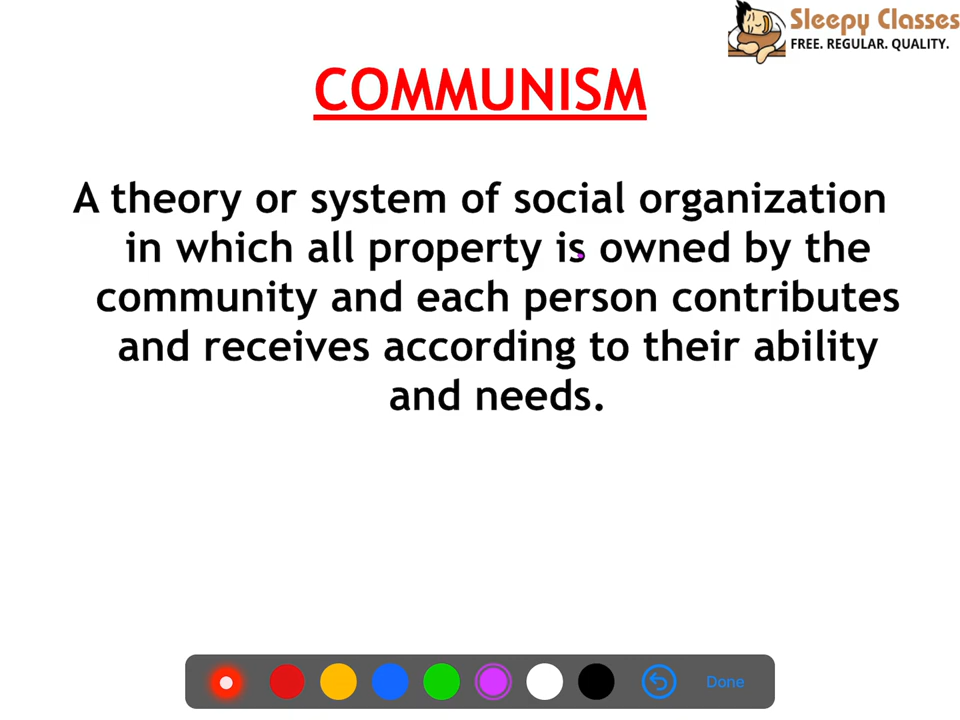 Sleepy Classes
FREE. REGULAR. QUALITY.
COMMUNISM
A theory or system of social organization
in which all property is owned by the
community and each person contributes
and receives according to their ability
and needs.
Done